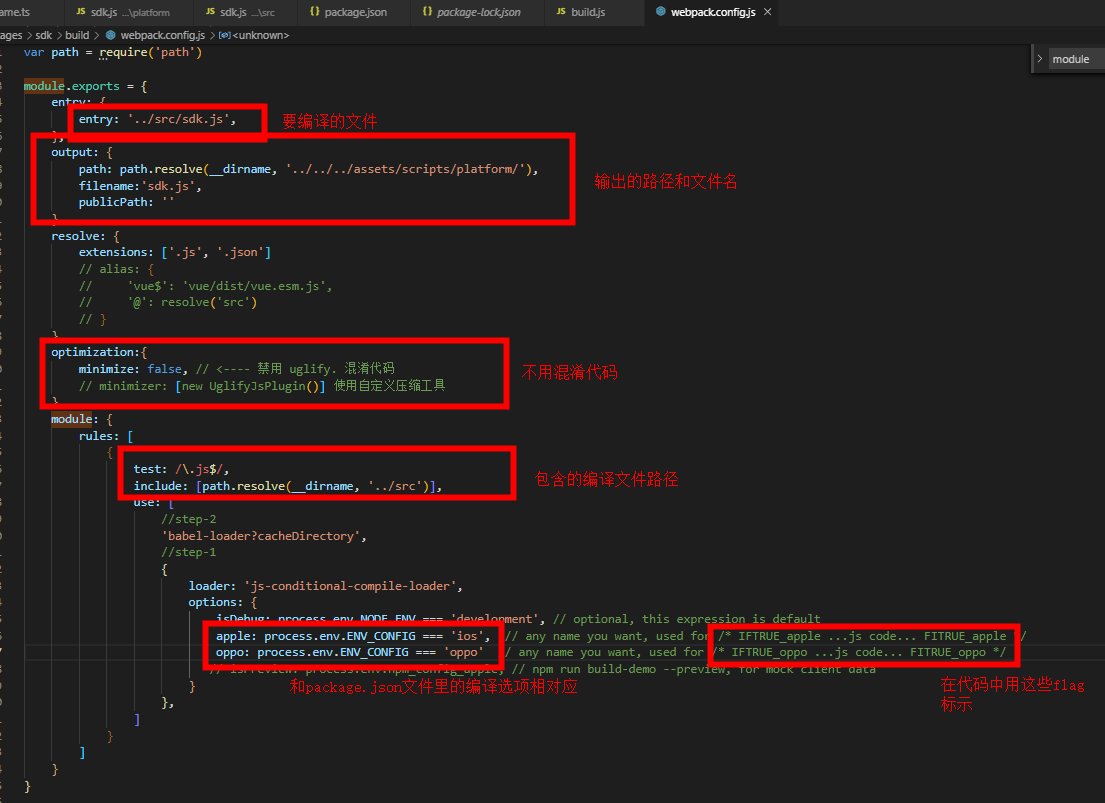 ame.ts
JS sdk.js ...\platform
JS sdk.js ...\src
{} package.json
{} package-lock.json
JS build.js
webpack.config.js ×
ages > sdk > build > webpack.config.js > <unknown>
module
var path = require('path')
module.exports = {
entry: {
entry: '../src/sdk.js', 要编译的文件
},
output: {
path: path.resolve(__dirname, '../../../assets/scripts/platform/'),
filename:'sdk.js', 输出的路径和文件名
publicPath: ''
resolve: {
extensions: ['.js', '.json']
// alias: {
// 'vue$': 'vue/dist/vue.esm.js',
// '@': resolve('src')
// }
optimization:{
minimize: false, // <---- 禁用 uglify. 混淆代码 不用混淆代码
// minimizer: [new UglifyJsPlugin()] 使用自定义压缩工具
module: {
rules: [
{
test: /\.js$/,
include: [path.resolve(__dirname, '../src')], 包含的编译文件路径
use: [
//step-2
'babel-loader?cacheDirectory',
//step-1
{
loader: 'js-conditional-compile-loader',
options: {
isDebug: process.env.NODE_ENV === 'development', // optional, this expression is default
apple: process.env.ENV_CONFIG === 'ios', // any name you want, used for /* IFTRUE_apple ...js code... FITRUE_apple /
oppo: process.env.ENV_CONFIG === 'oppo' / any name you want, used for /* IFTRUE_oppo ...js code... FITRUE_oppo */
// isPreview: process.env.npm_config_apple, // npm run build-demo --preview, for mock client data
} 和package.json文件里的编译选项相对应 在代码中用这些flag
标示
},
]
}
]
}
}